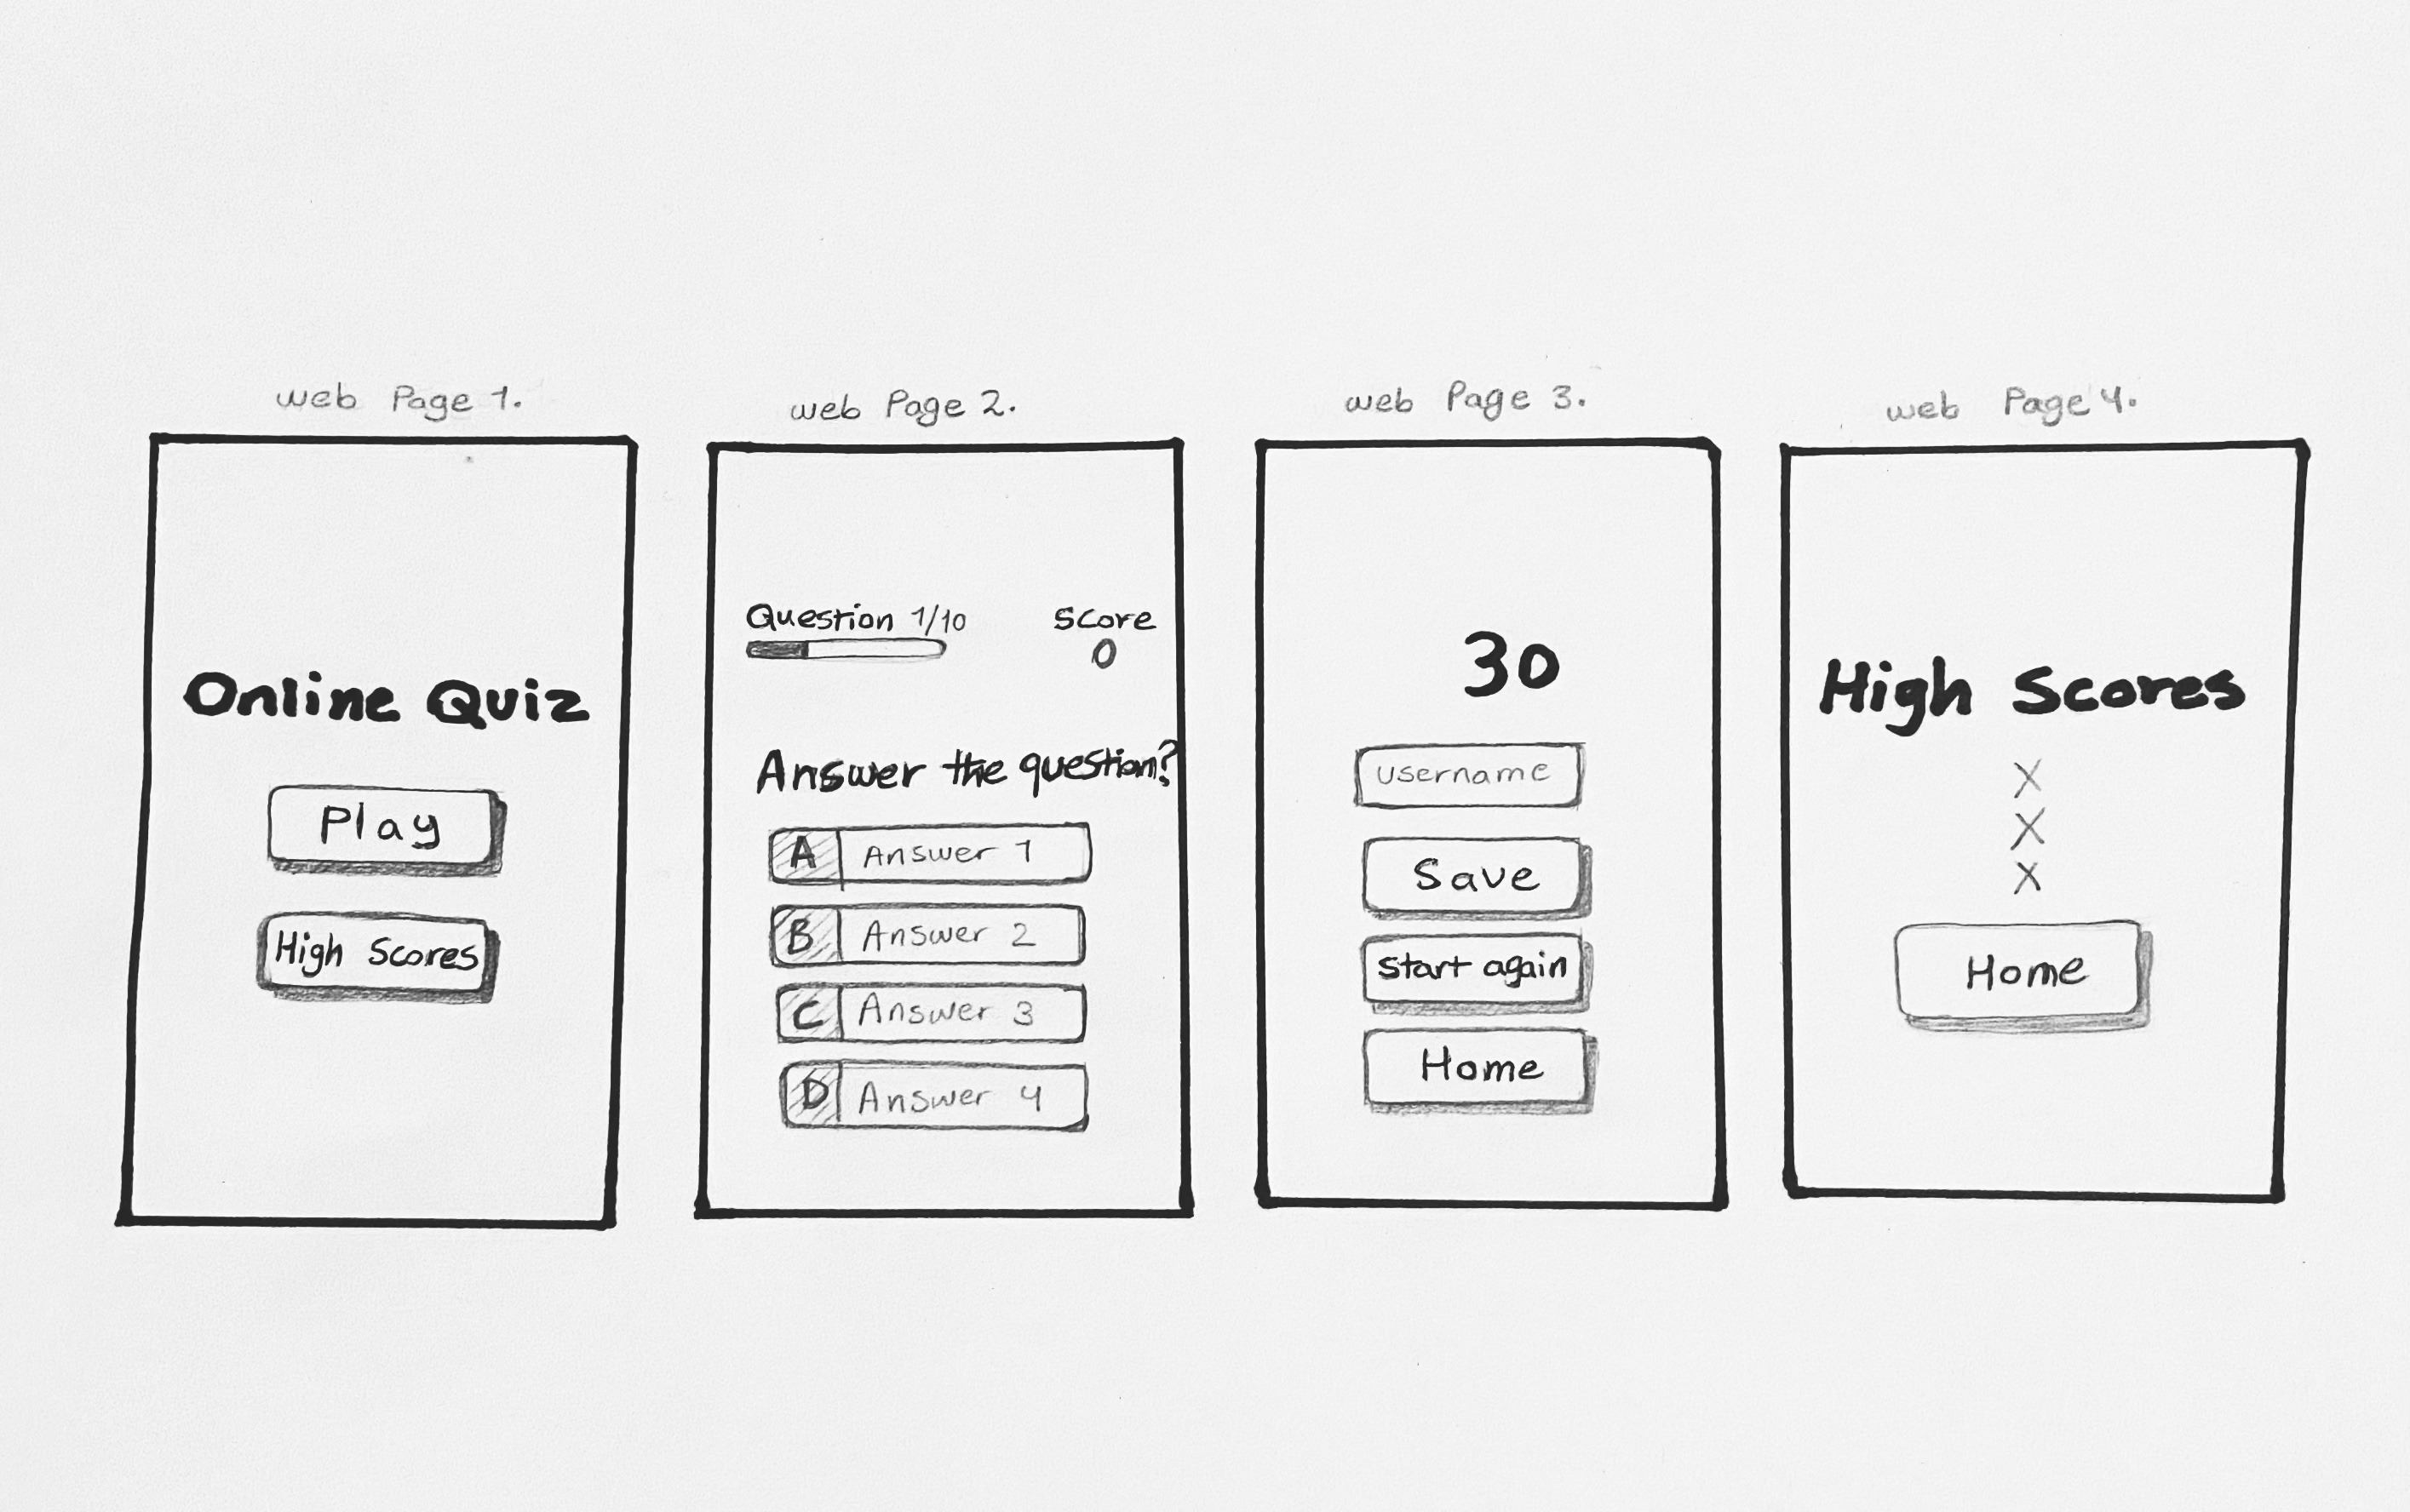 web Page 1.
Online Quiz
Play
High Scores
web Page 2.
Question 1/10
Score
0
Answer the question?
A Answer 1
B Answer 2
C Answer 3
D Answer 4
web Page 3.
30
username
Save
Start again
Home
web Page 4.
High Scores
X
X
X
Home